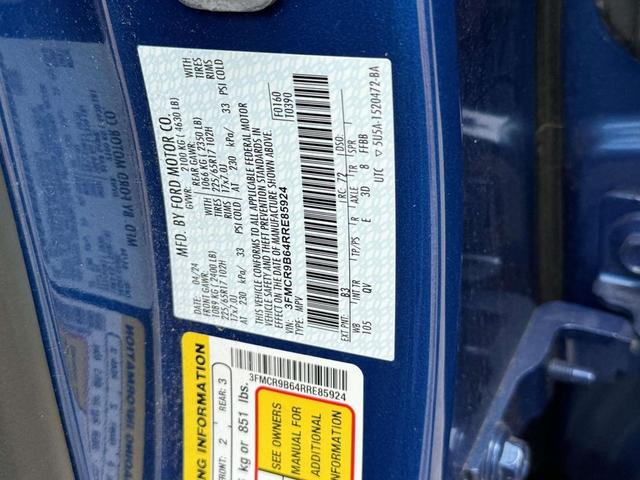 MFD. BY FORD MOTOR CO.
04/24 GVWR: 2100 KG ( 4630 LB)
FRONT GAWR: REAR GAWR: WITH
1089 KG ( 2400 LB) 1066 KG ( 2350 LB) TIRES
225/65R17 102H TIRES 225/65R17 102H RIMS
17x7.0J RIMS 17x7.0J
AT 230 kPa/ 33 PSI COLD AT 230 kPa/ 33 PSI COLD
THIS VEHICLE CONFORMS TO ALL APPLICABLE FEDERAL MOTOR
VEHICLE SAFETY AND THEFT PREVENTION STANDARDS IN
EFFECT ON THE DATE OF MANUFACTURE SHOWN ABOVE.
VIN: 3FMCR9B64RRE85924
TYPE: MPV
F0160
T0390
EXT PNT: B3 RC: 72 DSO:
WB INT TR TP/PS R AXLE TR SPR
105 QV E 3D 8 FFBB
UTC 5U5A-1520472-BA
3FMCR9B64RRE85924
NG INFORMATION
FRONT: 2 REAR: 3
kg or 851 lbs.
SEE OWNERS
MANUAL FOR
ADDITIONAL
INFORMATION